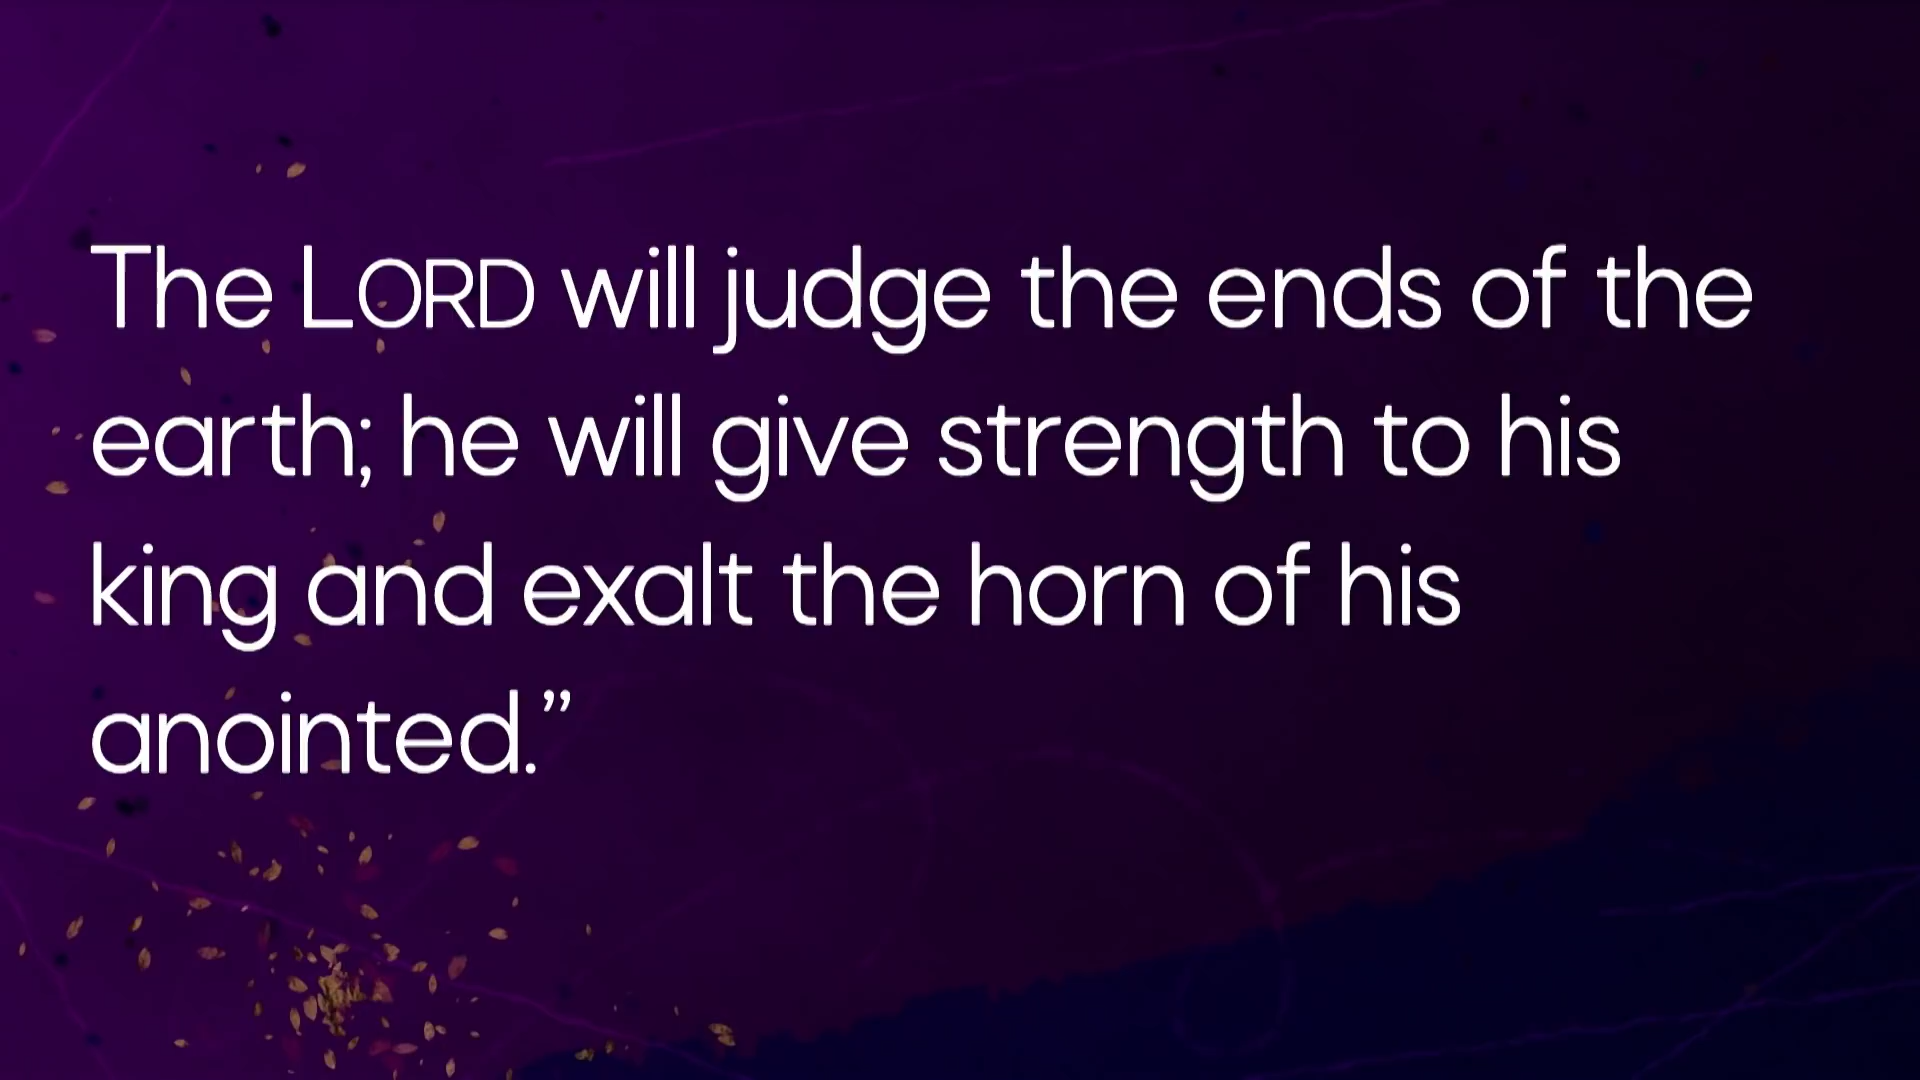 The LORD will judge the ends of the
earth; he will give strength to his
king and exalt the horn of his
anointed.”